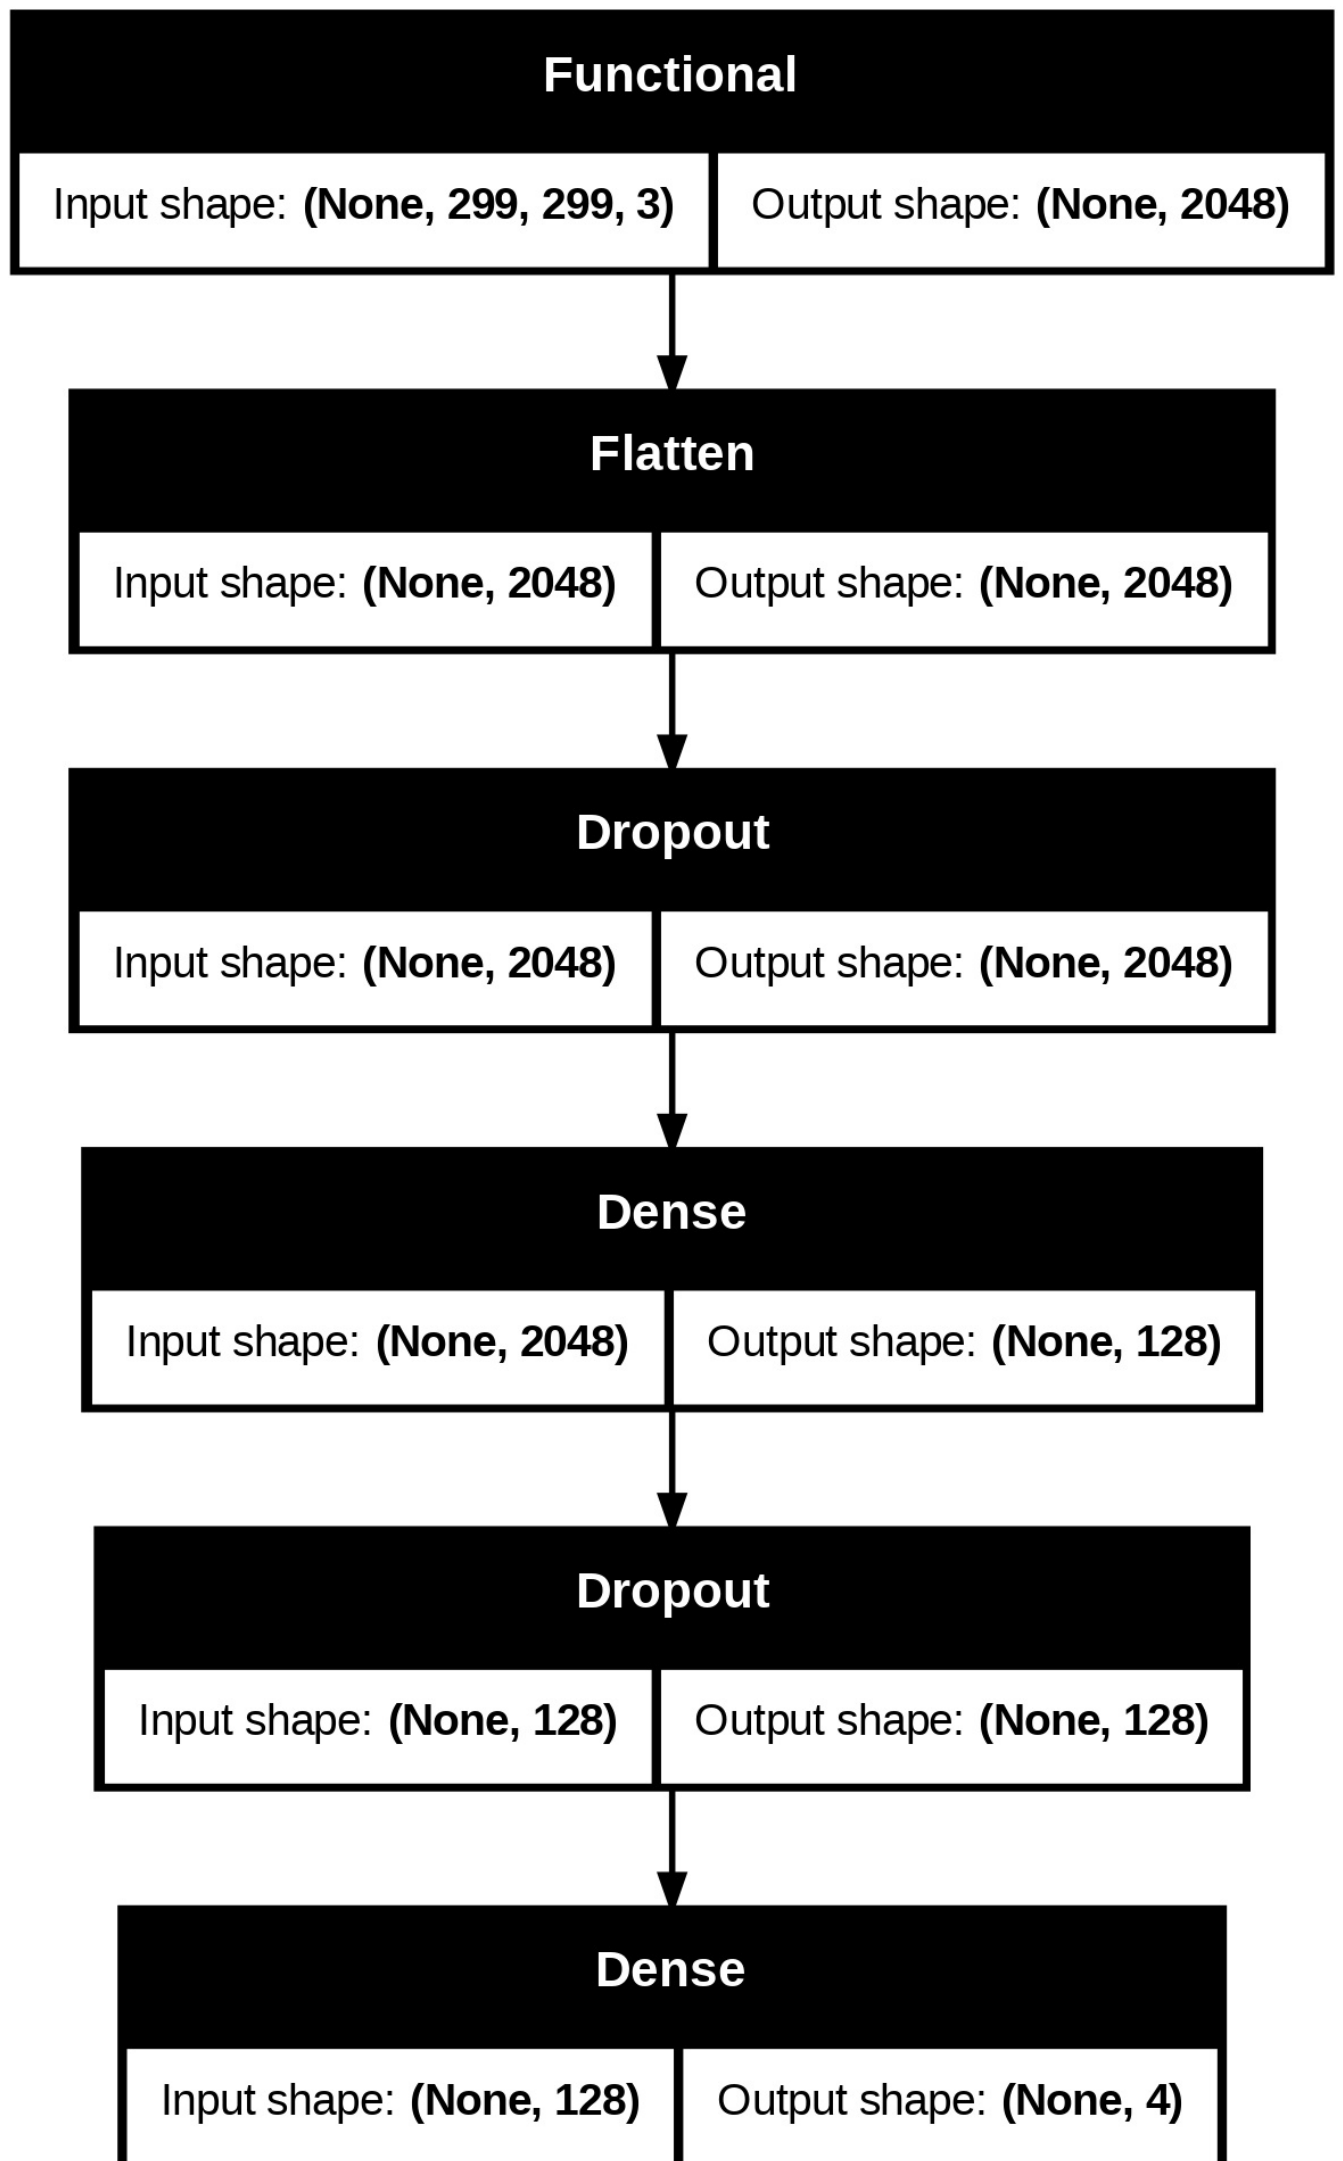 Functional
Input shape: (None, 299, 299, 3) Output shape: (None, 2048)
Flatten
Input shape: (None, 2048) Output shape: (None, 2048)
Dropout
Input shape: (None, 2048) Output shape: (None, 2048)
Dense
Input shape: (None, 2048) Output shape: (None, 128)
Dropout
Input shape: (None, 128) Output shape: (None, 128)
Dense
Input shape: (None, 128) Output shape: (None, 4)